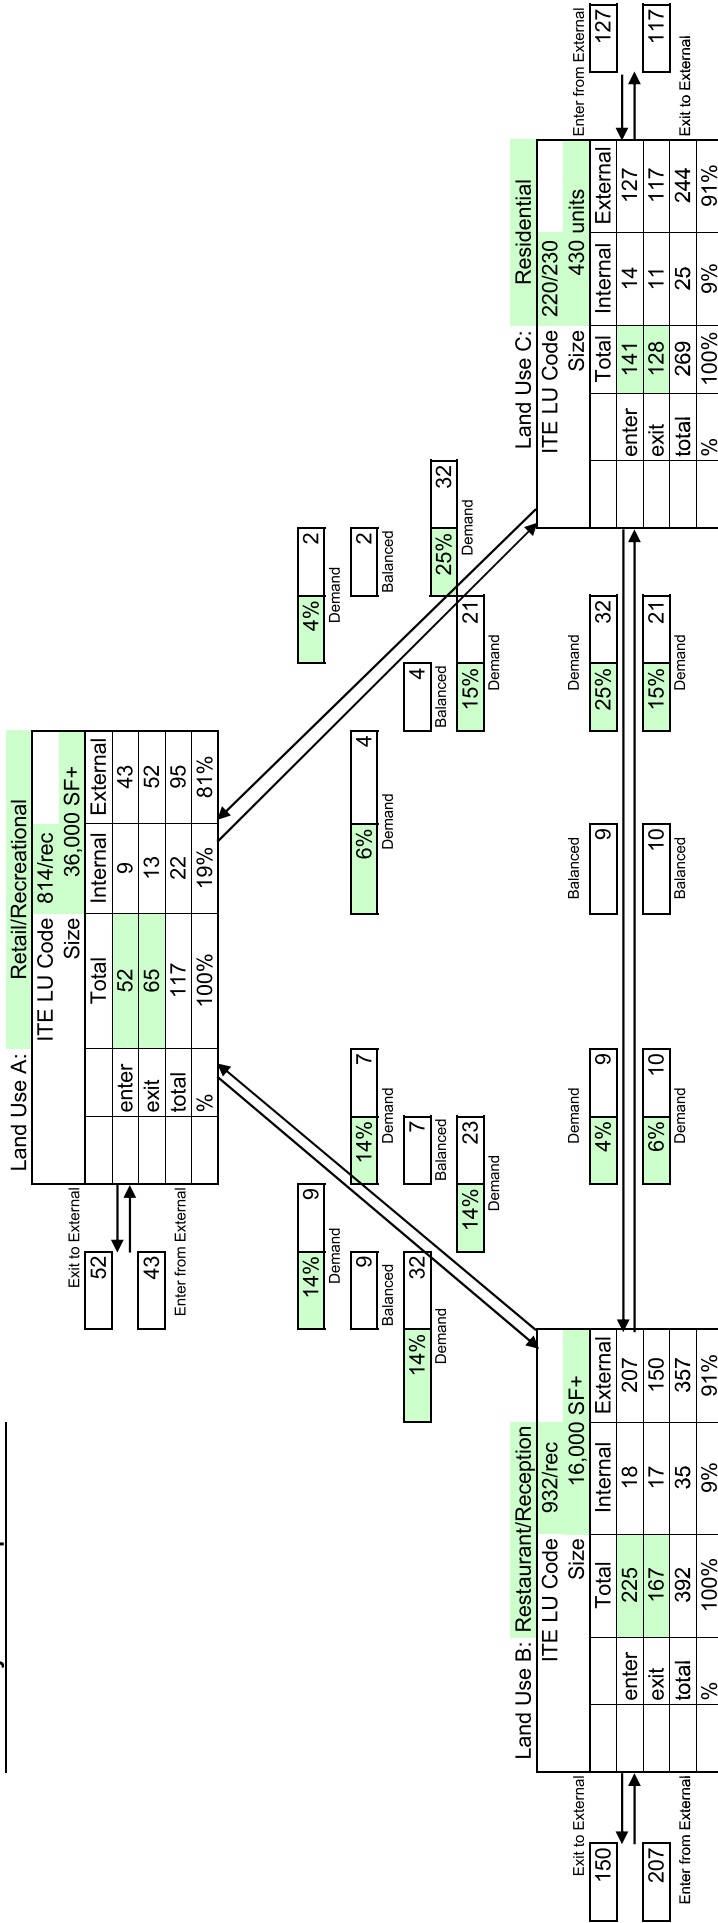 Land Use A: Retail/Recreational
ITE LU Code 814/rec
Size 36,000 SF+
Total Internal External
enter 52 9 43
exit 65 13 52
total 117 22 95
% 100% 19% 81%
Exit to External
52
43
Enter from External
14% 9
Demand
9
Balanced
14% 32
Demand
14% 7
Demand
7
Balanced
14% 23
Demand
4% 2
Demand
2
Balanced
25% 32
Demand
6% 4
Demand
4
Balanced
15% 21
Demand
Land Use B: Restaurant/Reception
ITE LU Code 932/rec
Size 16,000 SF+
Total Internal External
enter 225 18 207
exit 167 17 150
total 392 35 357
% 100% 9% 91%
Exit to External
150
207
Enter from External
Demand Balanced Demand
4% 9 9 25% 32
6% 10 10 15% 21
Demand Balanced Demand
Land Use C: Residential
ITE LU Code 220/230
Size 430 units
Total Internal External
enter 141 14 127
exit 128 11 117
total 269 25 244
% 100% 9% 91%
Enter from External
127
117
Exit to External